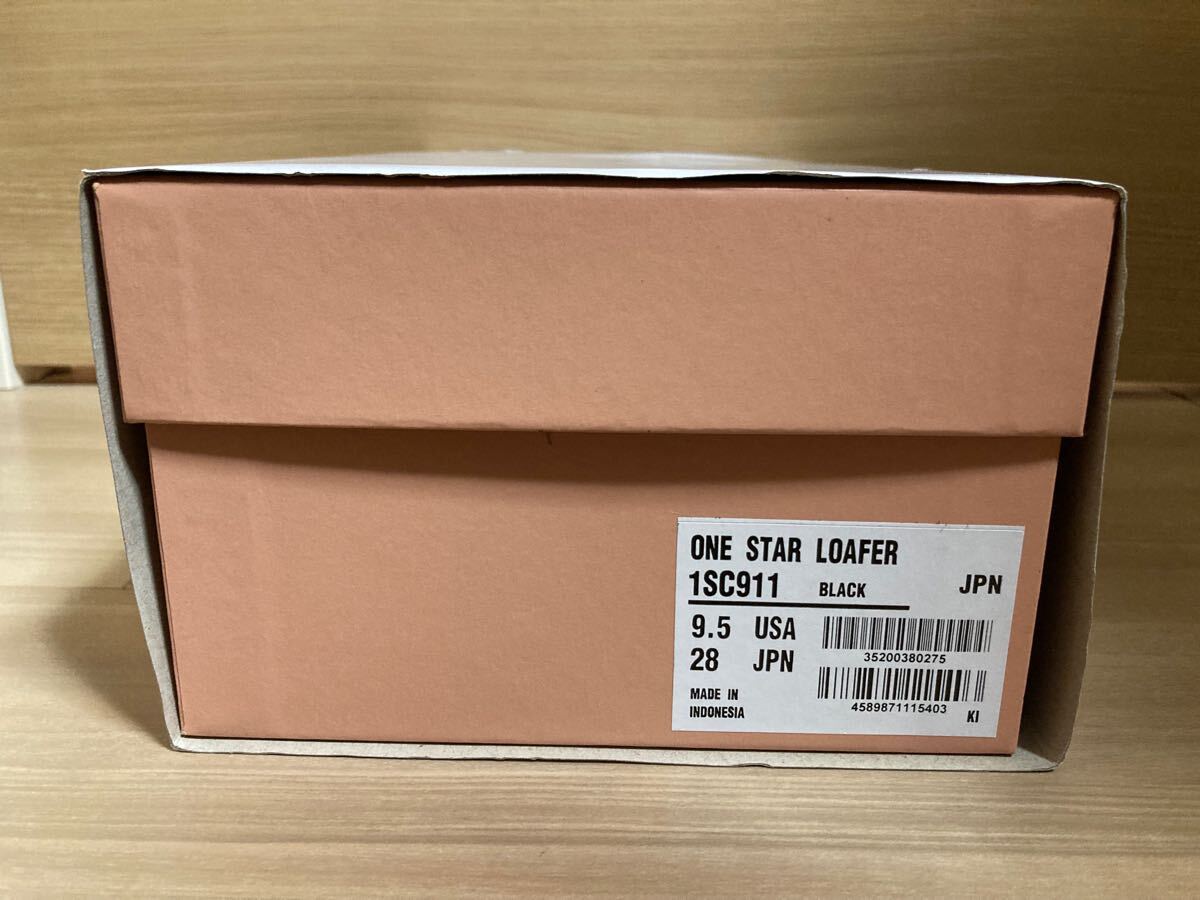 ONE STAR LOAFER
1SC911 BLACK JPN
9.5 USA
28 JPN
35200380275
MADE IN
INDONESIA
4589871115403
KI